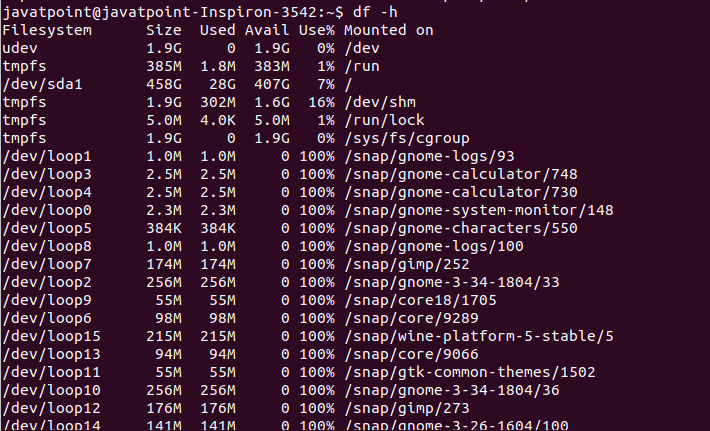 javatpoint@javatpoint-Inspiron-3542:~$ df -h
Filesystem      Size  Used Avail Use% Mounted on
udev            1.9G     0  1.9G   0% /dev
tmpfs           385M  1.8M  383M   1% /run
/dev/sda1       458G   28G  407G   7% /
tmpfs           1.9G  302M  1.6G  16% /dev/shm
tmpfs           5.0M  4.0K  5.0M   1% /run/lock
tmpfs           1.9G     0  1.9G   0% /sys/fs/cgroup
/dev/loop1      1.0M  1.0M     0 100% /snap/gnome-logs/93
/dev/loop3      2.5M  2.5M     0 100% /snap/gnome-calculator/748
/dev/loop4      2.5M  2.5M     0 100% /snap/gnome-calculator/730
/dev/loop0      2.3M  2.3M     0 100% /snap/gnome-system-monitor/148
/dev/loop5      384K  384K     0 100% /snap/gnome-characters/550
/dev/loop8      1.0M  1.0M     0 100% /snap/gnome-logs/100
/dev/loop7      174M  174M     0 100% /snap/gimp/252
/dev/loop2      256M  256M     0 100% /snap/gnome-3-34-1804/33
/dev/loop9       55M   55M     0 100% /snap/core18/1705
/dev/loop6       98M   98M     0 100% /snap/core/9289
/dev/loop15     215M  215M     0 100% /snap/wine-platform-5-stable/5
/dev/loop13      94M   94M     0 100% /snap/core/9066
/dev/loop11      55M   55M     0 100% /snap/gtk-common-themes/1502
/dev/loop10     256M  256M     0 100% /snap/gnome-3-34-1804/36
/dev/loop12     176M  176M     0 100% /snap/gimp/273
/dev/loop14     141M  141M     0 100% /snap/gnome-3-26-1604/100